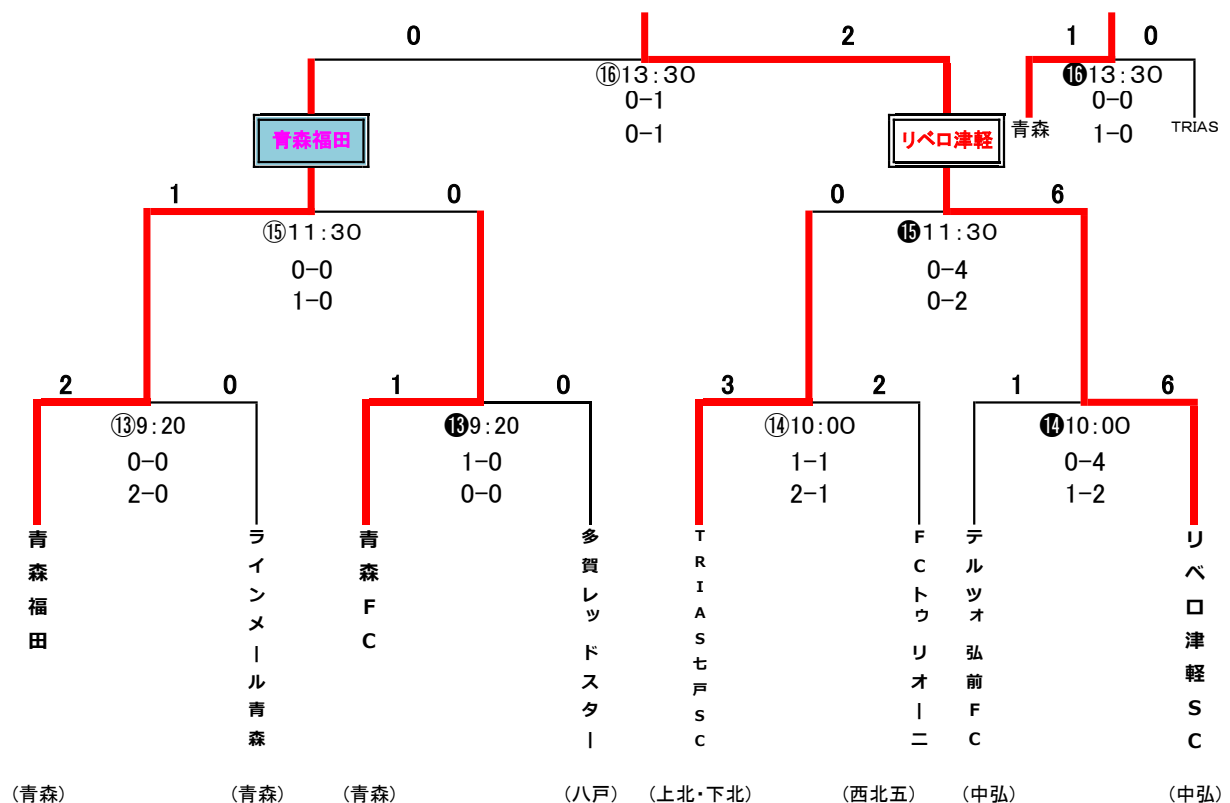 0
2
1
0
⑯13:30
0-1
0-1
⓰13:30
0-0
1-0
青森
TRIAS
青森福田
リベロ津軽
1
0
0
6
⑮11:30
0-0
1-0
⓯11:30
0-4
0-2
2
0
1
0
3
2
1
6
⑬9:20
0-0
2-0
⓭9:20
1-0
0-0
⑭10:00
1-1
2-1
⓮10:00
0-4
1-2
青森福田
ラインメール青森
青森FC
多賀レッドスター
TRIAS七戸SC
FCトゥリオーニ
テルツォ弘前FC
リベロ津軽SC
(青森)
(青森)
(青森)
(八戸)
(上北・下北)
(西北五)
(中弘)
(中弘)